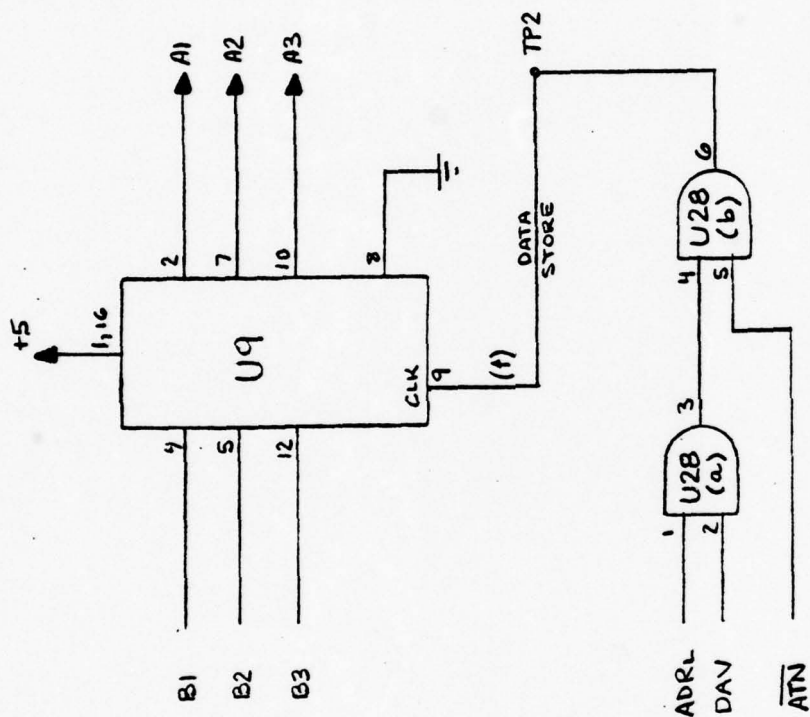 +5
1,16
B1
4
2
A1
B2
5
7
A2
B3
12
10
A3
U9
8
CLK
9
(↑)
DATA
STORE
TP2
ADRL
1
DAV
2
U28
(a)
3
4
5
U28
(b)
6
A̅T̅N̅